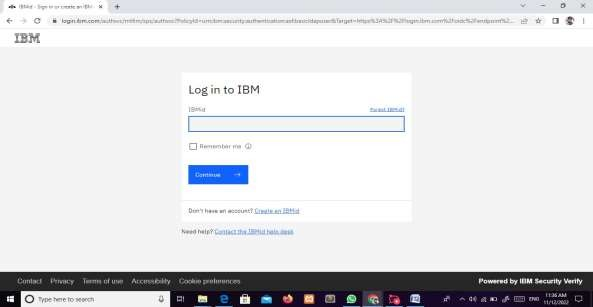 IBMid - Sign in or create an IBMi
login.ibm.com/authsvc/mtfim/sps/authsvc?PolicyId=urn:ibm:security:authentication:asf:basicldapuser&Target=https%3A%2F%2Flogin.ibm.com%2Foidc%2Fendpoint%2...
IBM
Log in to IBM
IBMid
Forgot IBMid?
Remember me
Continue
Don't have an account? Create an IBMid
Need help? Contact the IBMid help desk
Contact Privacy Terms of use Accessibility Cookie preferences Powered by IBM Security Verify
Type here to search
ENG
11:36 AM
11/12/2022